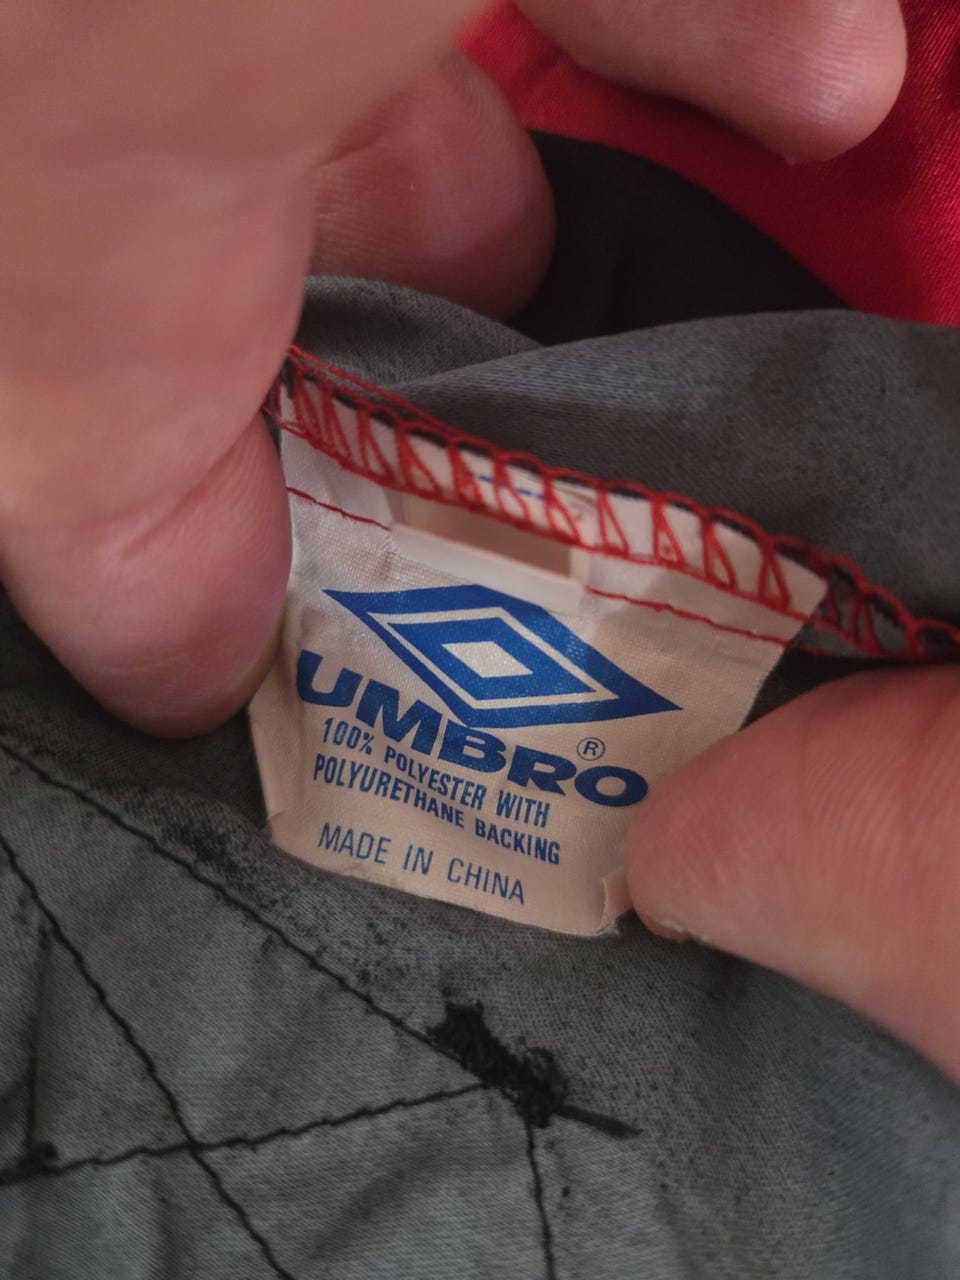 UMBRO®
100% POLYESTER WITH
POLYURETHANE BACKING
MADE IN CHINA